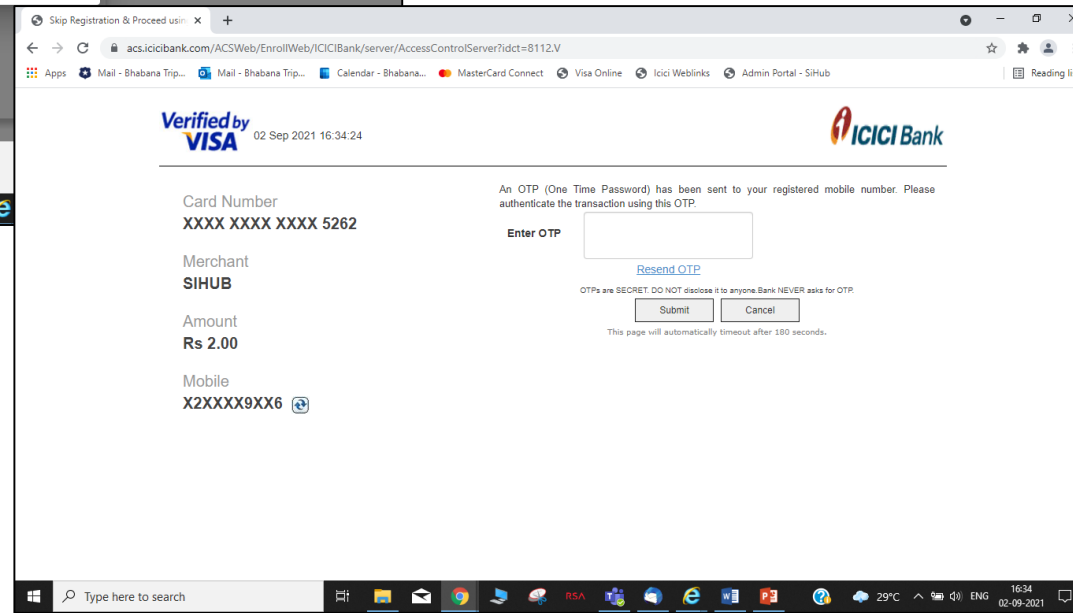 Skip Registration & Proceed usin
acs.icicibank.com/ACSWeb/EnrollWeb/ICICIBank/server/AccessControlServer?idct=8112.V
Apps Mail - Bhabana Trip... Mail - Bhabana Trip... Calendar - Bhabana... MasterCard Connect Visa Online Icici Weblinks Admin Portal - SiHub Reading li
Verified by
VISA 02 Sep 2021 16:34:24
ICICI Bank
Card Number
XXXX XXXX XXXX 5262
Merchant
SIHUB
Amount
Rs 2.00
Mobile
X2XXXX9XX6
An OTP (One Time Password) has been sent to your registered mobile number. Please
authenticate the transaction using this OTP.
Enter OTP
Resend OTP
OTPs are SECRET. DO NOT disclose it to anyone.Bank NEVER asks for OTP.
Submit Cancel
This page will automatically timeout after 180 seconds.
Type here to search
RSA
29°C ENG 16:34
02-09-2021